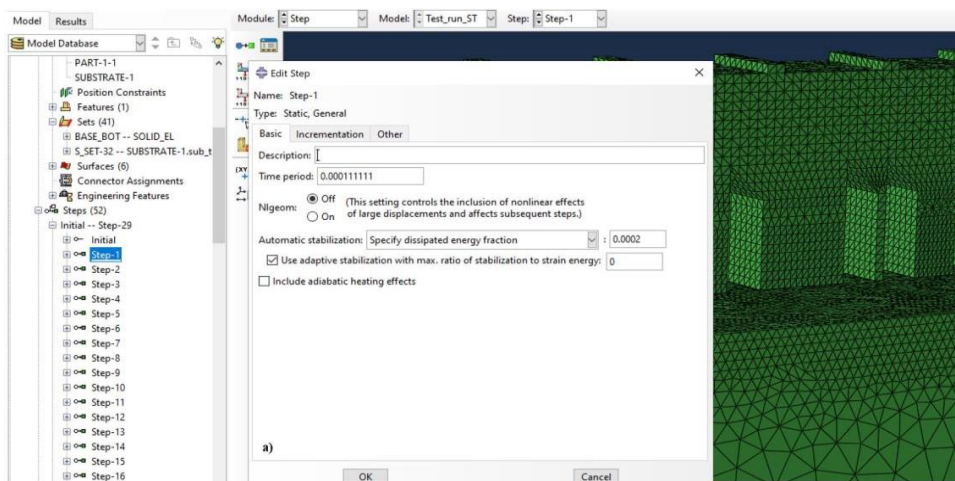 Module: Step Model: Test_run_ST Step: Step-1
Model Results
Model Database
PART-1-1
SUBSTRATE-1
Position Constraints
Features (1)
Sets (41)
BASE_BOT -- SOLID_EL
S_SET-32 -- SUBSTRATE-1.sub_t
Surfaces (6)
Connector Assignments
Engineering Features
Steps (52)
Initial -- Step-29
Initial
Step-1
Step-2
Step-3
Step-4
Step-5
Step-6
Step-7
Step-8
Step-9
Step-10
Step-11
Step-12
Step-13
Step-14
Step-15
Step-16
Edit Step
Name: Step-1
Type: Static, General
Basic Incrementation Other
Description:
Time period: 0.000111111
Nlgeom: Off (This setting controls the inclusion of nonlinear effects
On of large displacements and affects subsequent steps.)
Automatic stabilization: Specify dissipated energy fraction : 0.0002
Use adaptive stabilization with max. ratio of stabilization to strain energy: 0
Include adiabatic heating effects
a)
OK Cancel